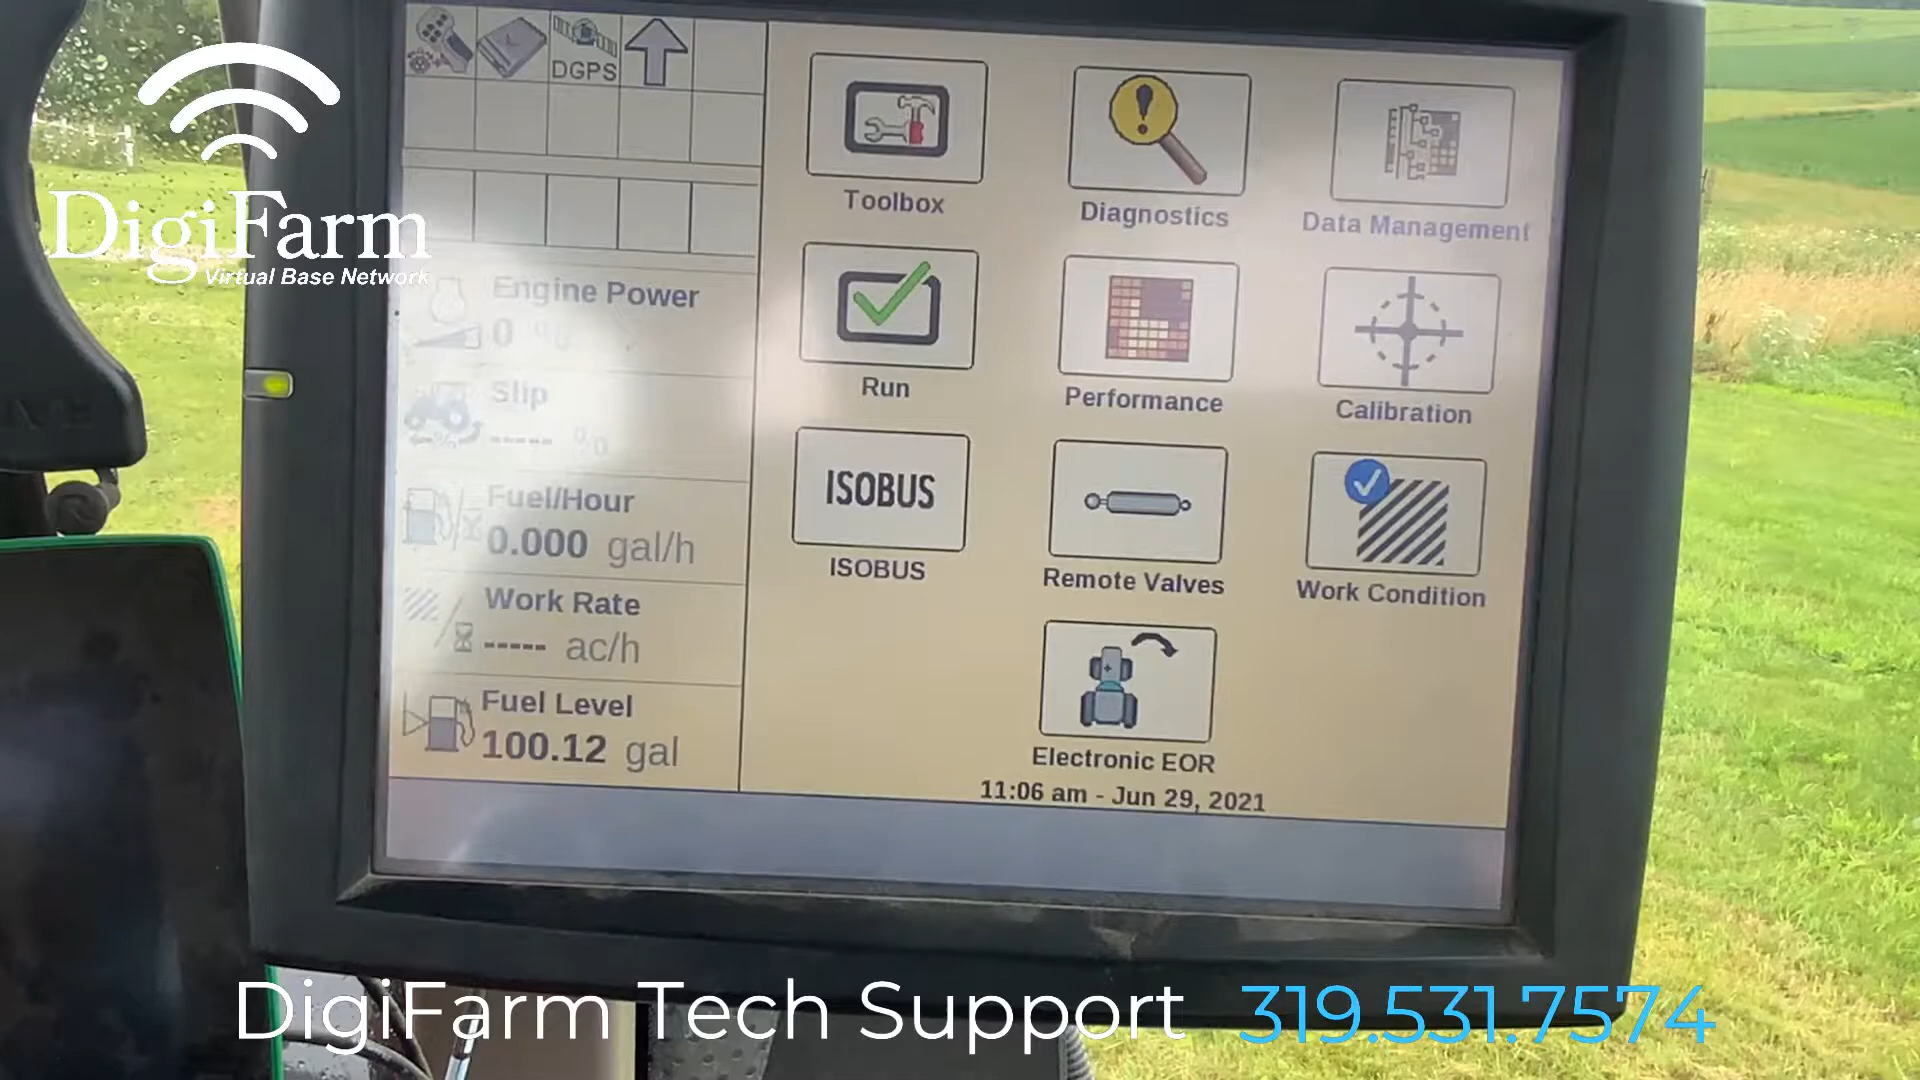 DigiFarm
Virtual Base Network
DGPS
Engine Power
0 %
Slip
----- %
Fuel/Hour
0.000 gal/h
Work Rate
----- ac/h
Fuel Level
100.12 gal
Toolbox
Diagnostics
Data Management
Run
Performance
Calibration
ISOBUS
ISOBUS
Remote Valves
Work Condition
Electronic EOR
11:06 am - Jun 29, 2021
DigiFarm Tech Support 319.531.7574